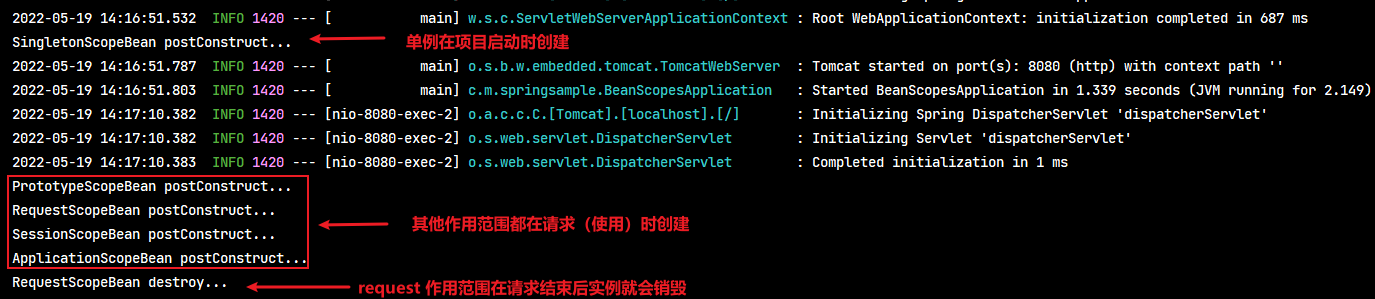 2022-05-19 14:16:51.532  INFO 1420 --- [           main] w.s.c.ServletWebServerApplicationContext : Root WebApplicationContext: initialization completed in 687 ms
SingletonScopeBean postConstruct...
单例在项目启动时创建
2022-05-19 14:16:51.787  INFO 1420 --- [           main] o.s.b.w.embedded.tomcat.TomcatWebServer  : Tomcat started on port(s): 8080 (http) with context path ''
2022-05-19 14:16:51.803  INFO 1420 --- [           main] c.m.springsample.BeanScopesApplication   : Started BeanScopesApplication in 1.339 seconds (JVM running for 2.149)
2022-05-19 14:17:10.382  INFO 1420 --- [nio-8080-exec-2] o.a.c.c.C.[Tomcat].[localhost].[/]       : Initializing Spring DispatcherServlet 'dispatcherServlet'
2022-05-19 14:17:10.382  INFO 1420 --- [nio-8080-exec-2] o.s.web.servlet.DispatcherServlet        : Initializing Servlet 'dispatcherServlet'
2022-05-19 14:17:10.383  INFO 1420 --- [nio-8080-exec-2] o.s.web.servlet.DispatcherServlet        : Completed initialization in 1 ms
PrototypeScopeBean postConstruct...
RequestScopeBean postConstruct...
其他作用范围都在请求（使用）时创建
SessionScopeBean postConstruct...
ApplicationScopeBean postConstruct...
RequestScopeBean destroy...
request 作用范围在请求结束后实例就会销毁